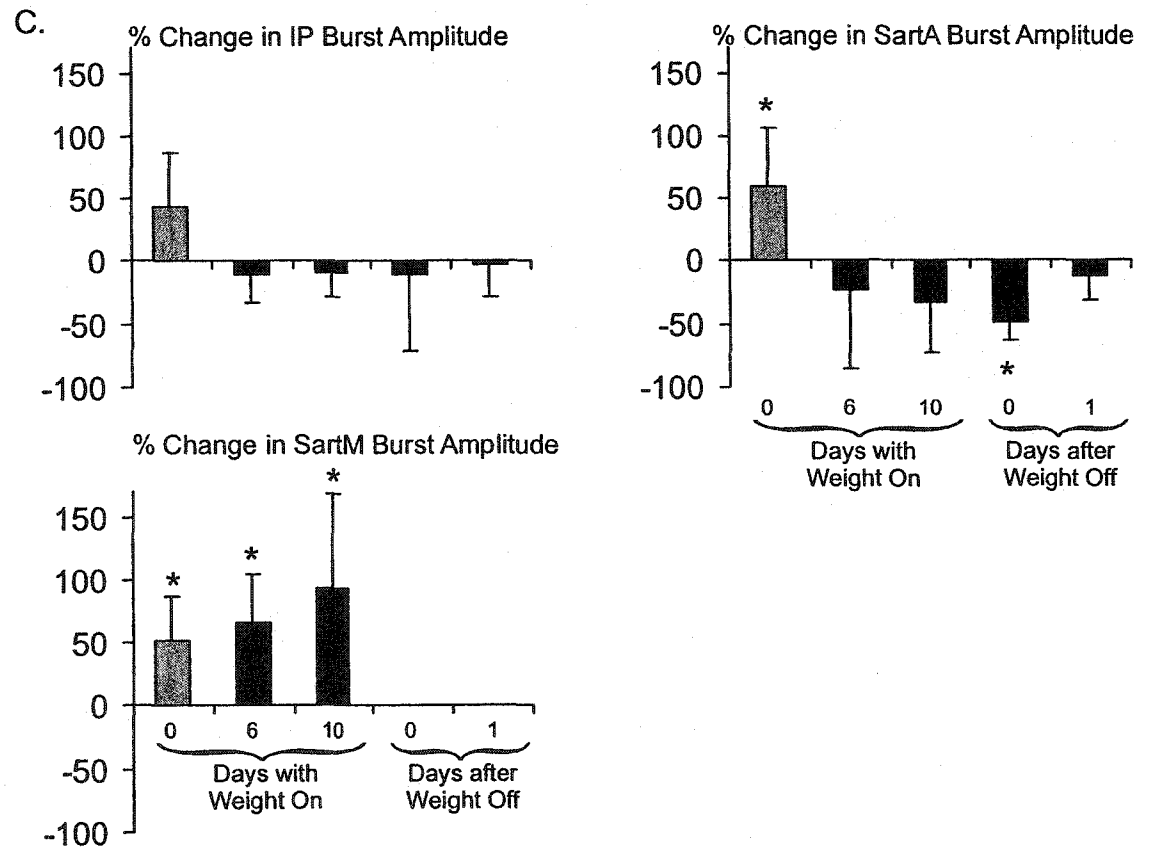 C.
% Change in IP Burst Amplitude
150
100
50
0
-50
-100
% Change in SartA Burst Amplitude
150
*
100
50
0
-50
*
-100
0 6 10 0 1
Days with Days after
Weight On Weight Off
% Change in SartM Burst Amplitude
*
150
*
100
*
50
0
0 6 10 0 1
-50
Days with Days after
Weight On Weight Off
-100